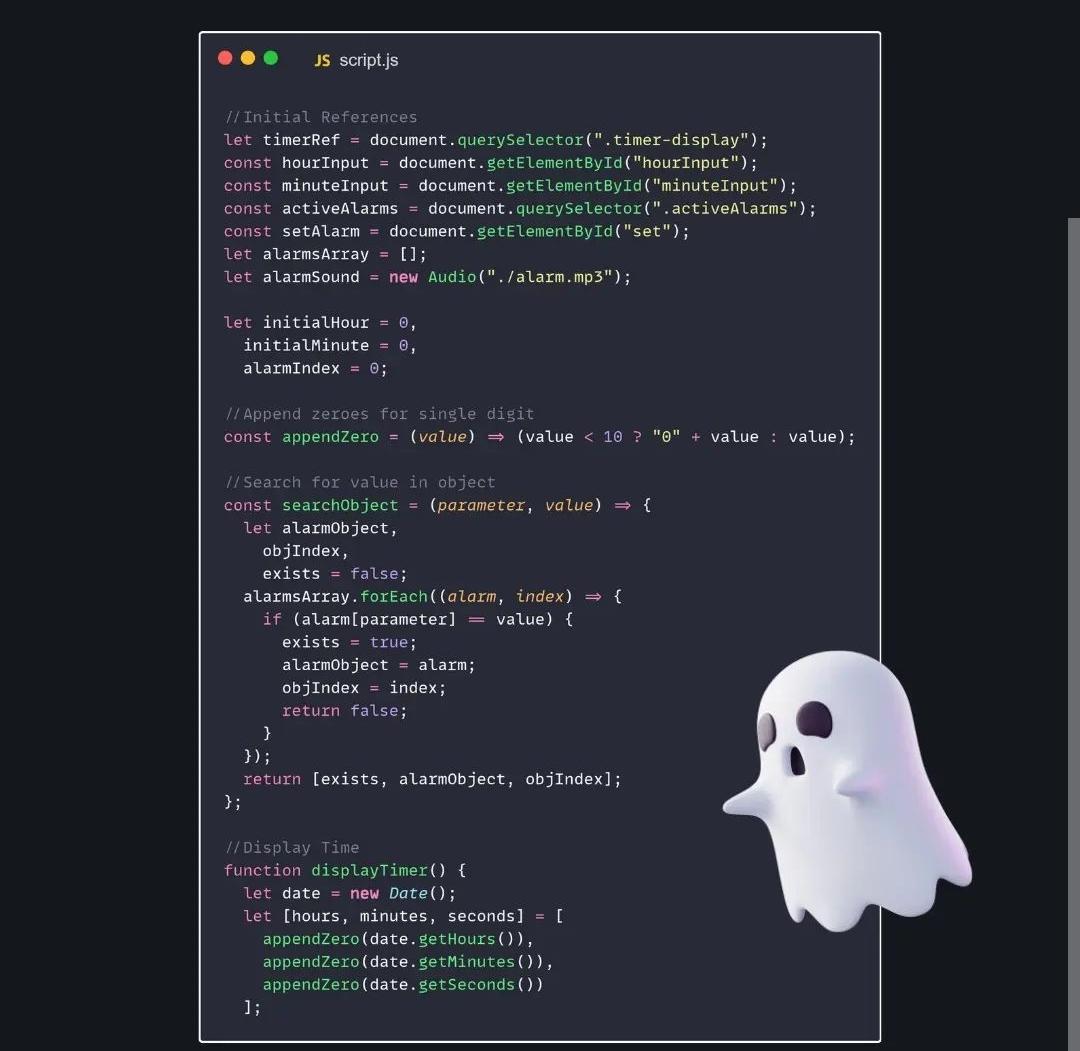 JS script.js
//Initial References
let timerRef = document.querySelector(".timer-display");
const hourInput = document.getElementById("hourInput");
const minuteInput = document.getElementById("minuteInput");
const activeAlarms = document.querySelector(".activeAlarms");
const setAlarm = document.getElementById("set");
let alarmsArray = [];
let alarmSound = new Audio("./alarm.mp3");
let initialHour = 0,
  initialMinute = 0,
  alarmIndex = 0;
//Append zeroes for single digit
const appendZero = (value) => (value < 10 ? "0" + value : value);
//Search for value in object
const searchObject = (parameter, value) => {
  let alarmObject,
    objIndex,
    exists = false;
  alarmsArray.forEach((alarm, index) => {
    if (alarm[parameter] == value) {
      exists = true;
      alarmObject = alarm;
      objIndex = index;
      return false;
    }
  });
  return [exists, alarmObject, objIndex];
};
//Display Time
function displayTimer() {
  let date = new Date();
  let [hours, minutes, seconds] = [
    appendZero(date.getHours()),
    appendZero(date.getMinutes()),
    appendZero(date.getSeconds())
  ];